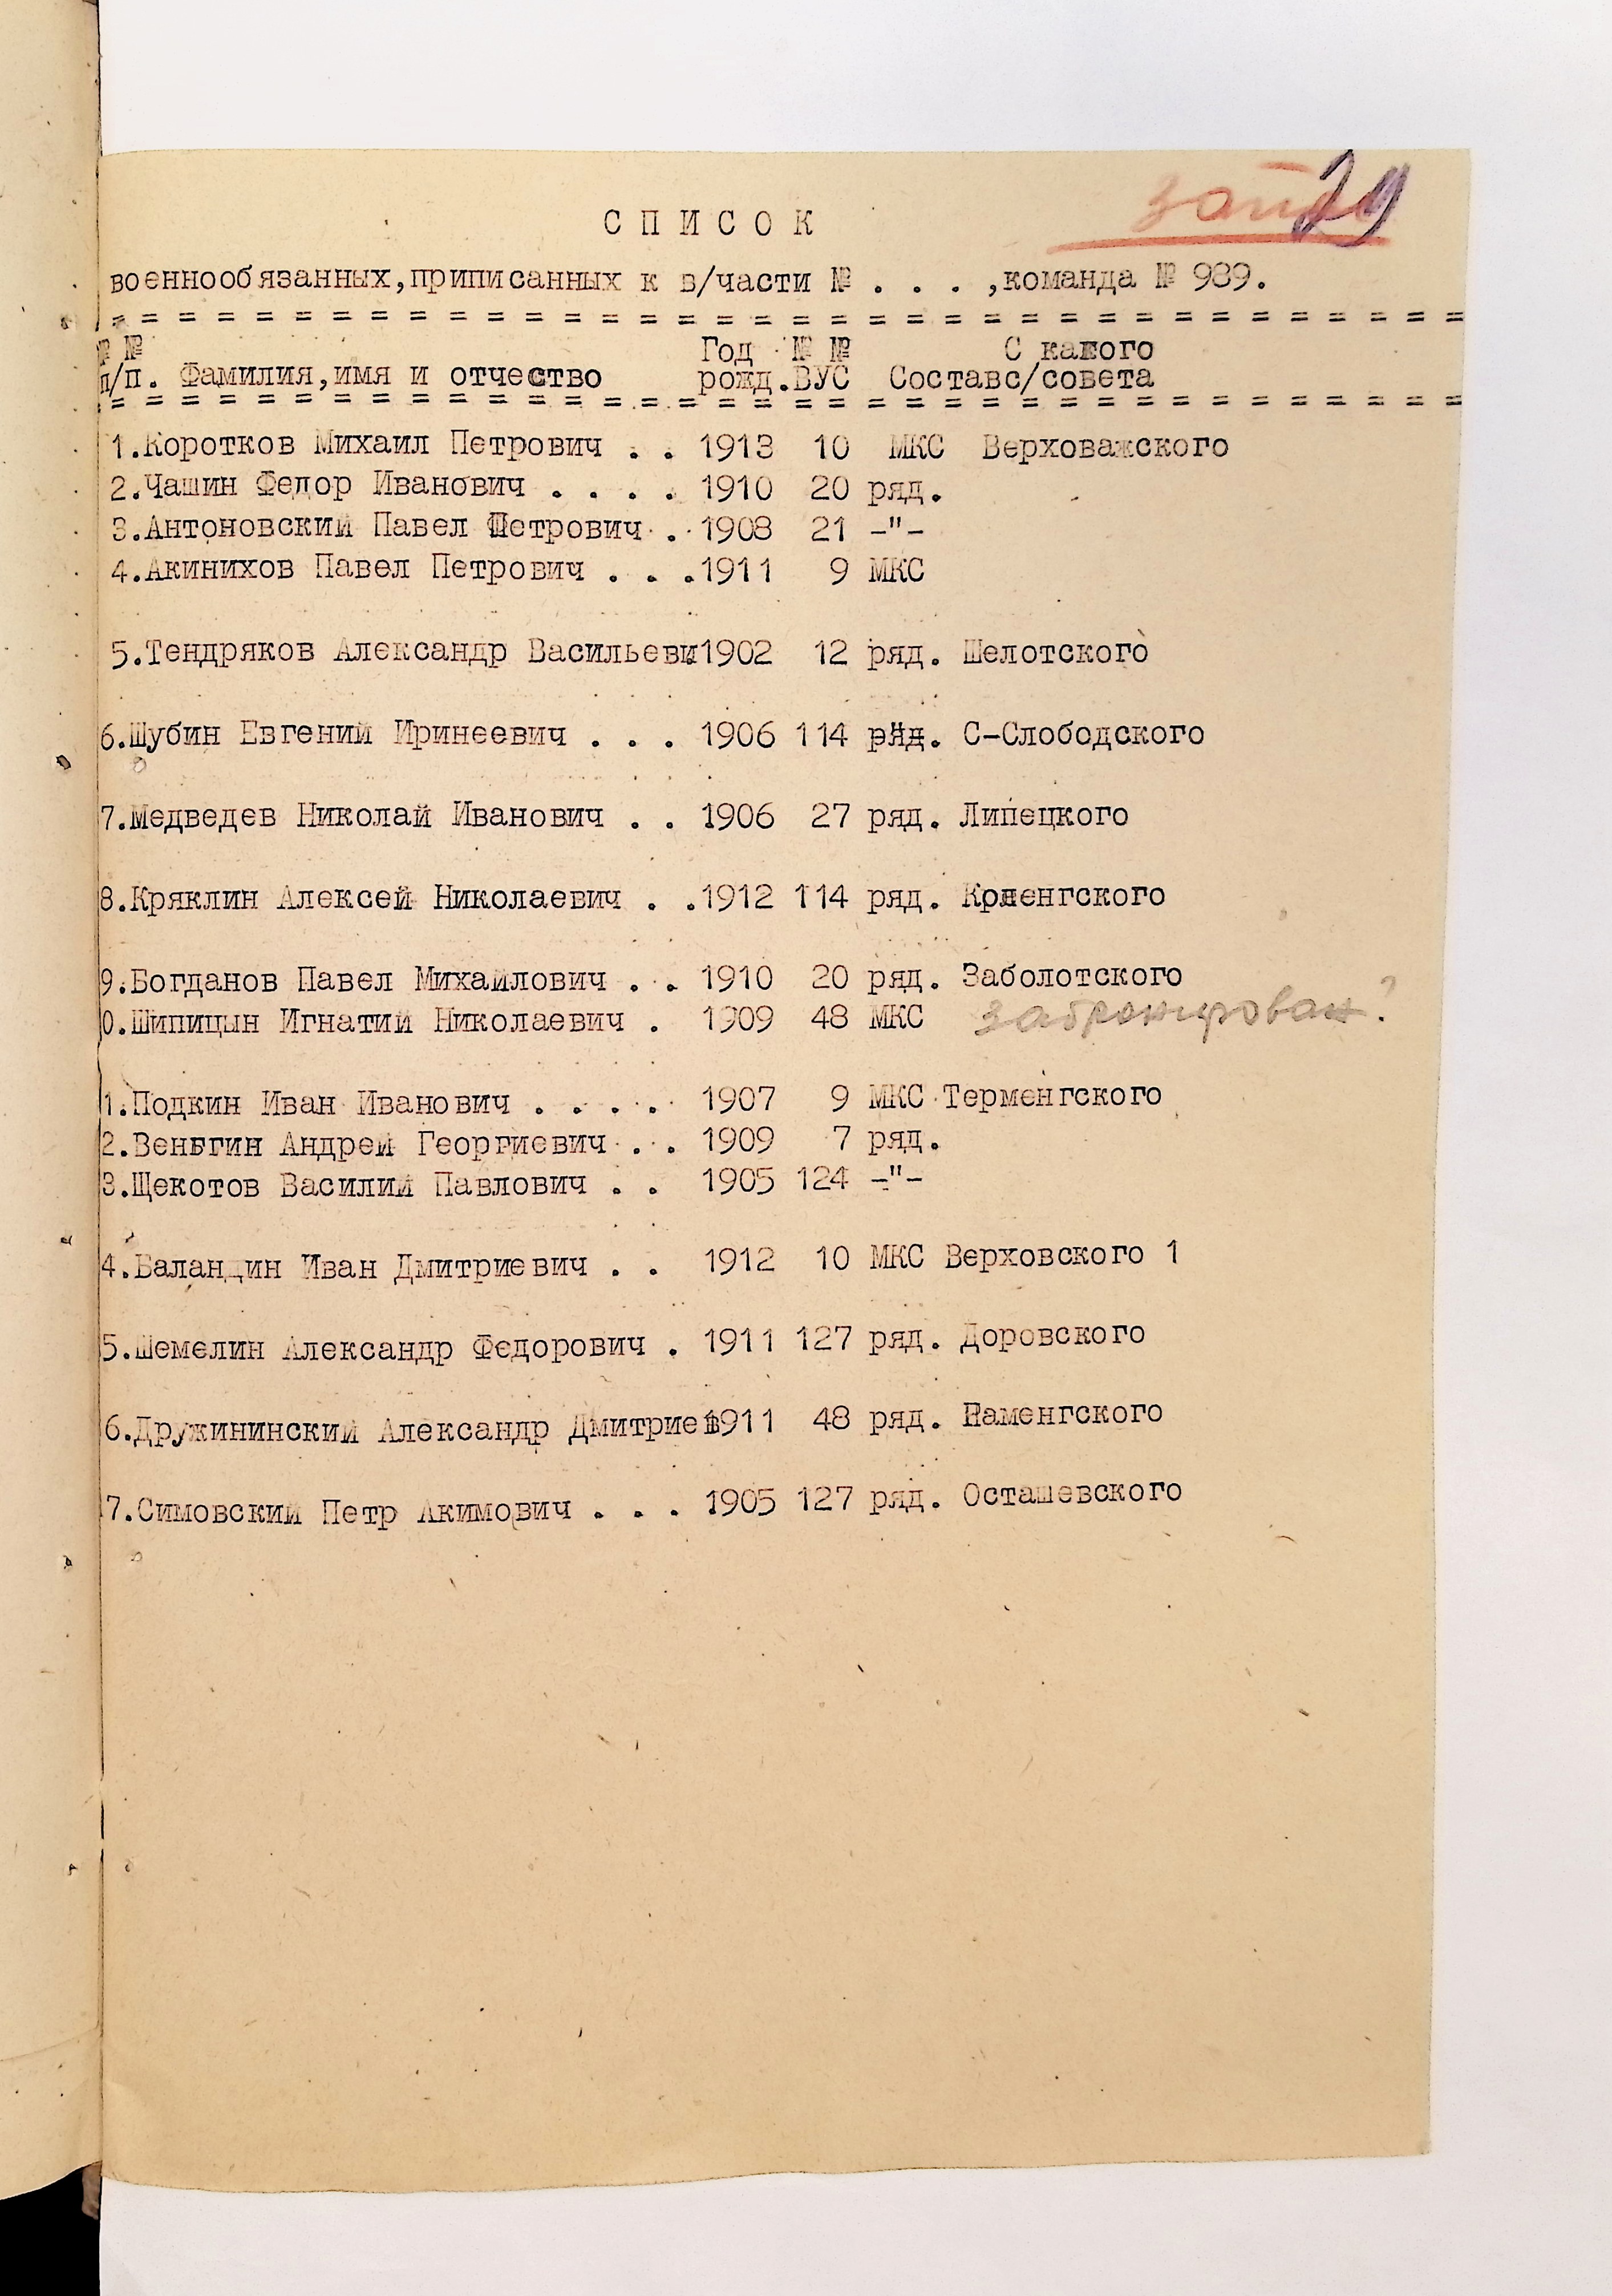 29
С П И С О К
военнообязанных,приписанных к в/части № . . . ,команда № 989.
= = = = = = = = = = = = = = = = = = = = = = = = = = = = = = = = = = = =
№ № Год № № С какого
п/п. Фамилия,имя и отчество рожд.ВУС Составс/совета
= = = = = = = = = = = = = = = = = = = = = = = = = = = = = = = = = = = =
1.Коротков Михаил Петрович . . 1913 10 МКС Верховажского
2.Чашин Федор Иванович . . . . 1910 20 ряд.
3.Антоновский Павел Петрович . . 1908 21 -"-
4.Акинихов Павел Петрович . . .1911 9 МКС
5.Тендряков Александр Васильеви1902 12 ряд. Шелотского
6.Шубин Евгений Иринеевич . . . 1906 114 ряд. С-Слободского
7.Медведев Николай Иванович . . 1906 27 ряд. Липецкого
8.Кряклин Алексей Николаевич . .1912 114 ряд. Кременгского
9.Богданов Павел Михайлович . . 1910 20 ряд. Заболотского
0.Шипицын Игнатий Николаевич . 1909 48 МКС забронирован?
1.Подкин Иван Иванович . . . . 1907 9 МКС Терменгского
2.Веньгин Андрей Георгиевич . . 1909 7 ряд.
3.Щекотов Василий Павлович . . 1905 124 -"-
4.Баландин Иван Дмитриевич . . 1912 10 МКС Верховского 1
5.Шемелин Александр Федорович . 1911 127 ряд. Доровского
6.Дружининский Александр Дмитриев1911 48 ряд. Наменгского
7.Симовский Петр Акимович . . . 1905 127 ряд. Осташевского